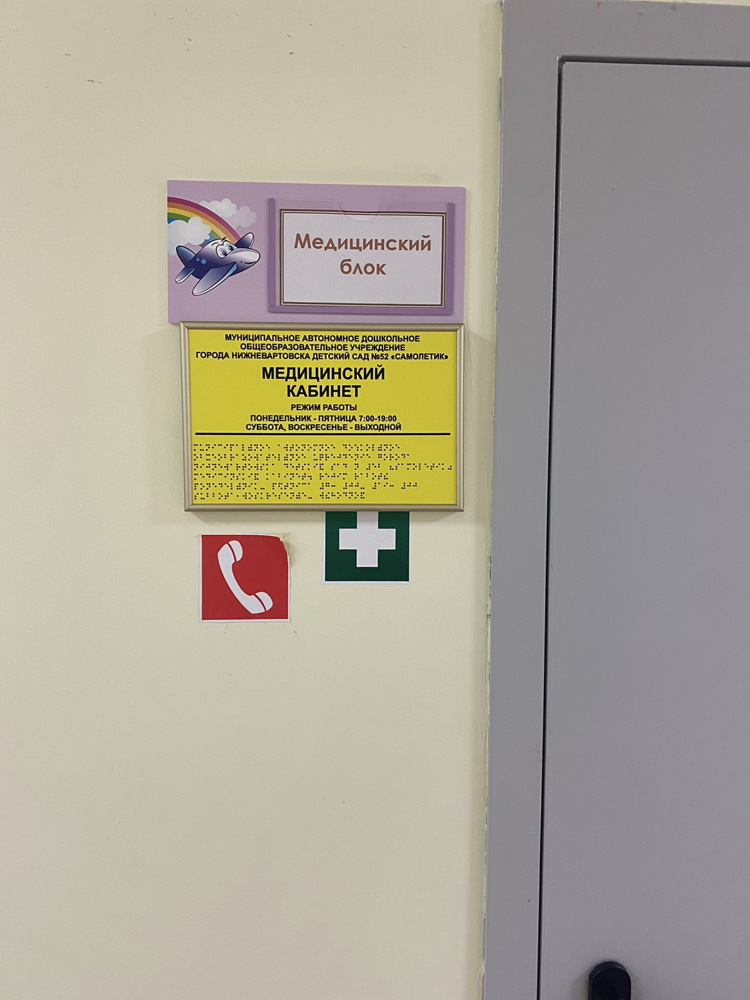 Медицинский
блок
МУНИЦИПАЛЬНОЕ АВТОНОМНОЕ ДОШКОЛЬНОЕ
ОБЩЕОБРАЗОВАТЕЛЬНОЕ УЧРЕЖДЕНИЕ
ГОРОДА НИЖНЕВАРТОВСКА ДЕТСКИЙ САД №52 «САМОЛЕТИК»
МЕДИЦИНСКИЙ
КАБИНЕТ
РЕЖИМ РАБОТЫ
ПОНЕДЕЛЬНИК - ПЯТНИЦА 7:00-19:00
СУББОТА, ВОСКРЕСЕНЬЕ - ВЫХОДНОЙ